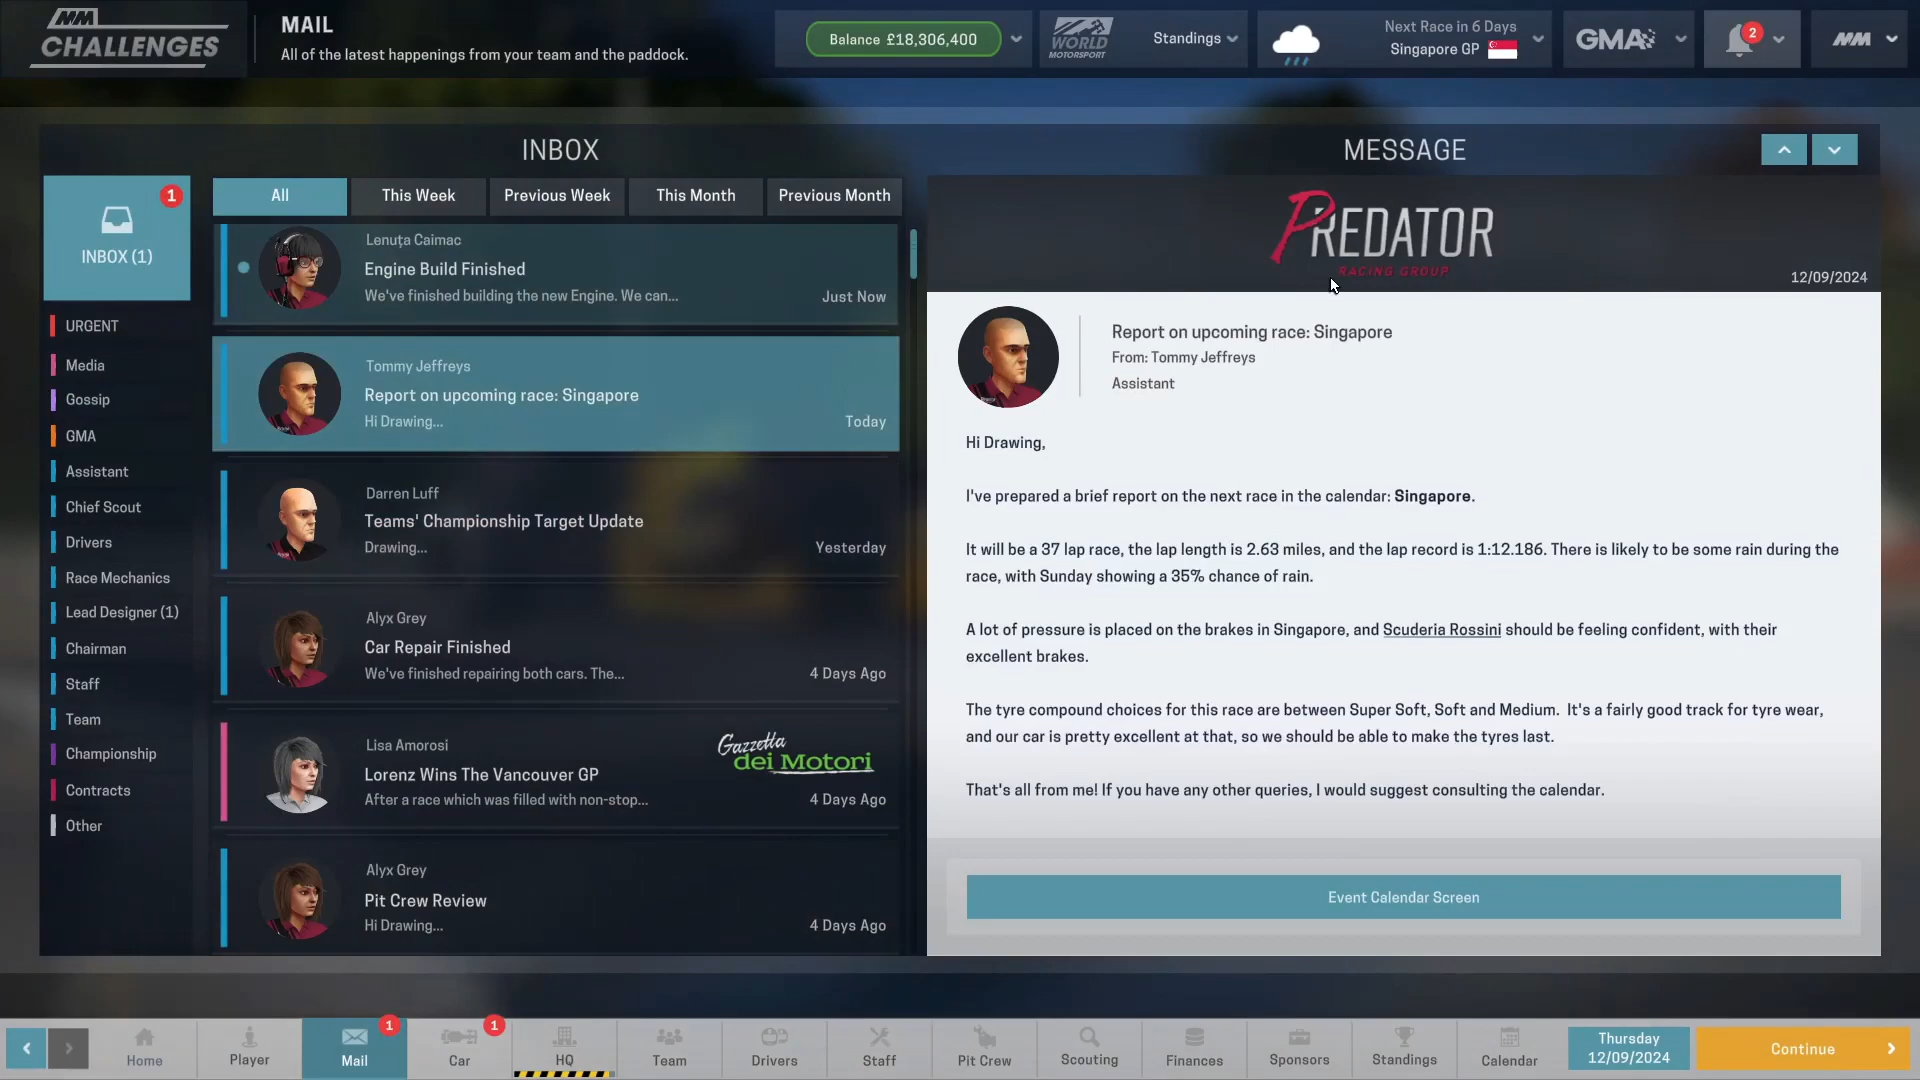 MM
CHALLENGES
MAIL
All of the latest happenings from your team and the paddock.
Balance £18,306,400
WORLD
MOTORSPORT
Standings
Next Race in 6 Days
Singapore GP
GMA
2
MM
INBOX
MESSAGE
1
INBOX (1)
URGENT
Media
Gossip
GMA
Assistant
Chief Scout
Drivers
Race Mechanics
Lead Designer (1)
Chairman
Staff
Team
Championship
Contracts
Other
All
This Week
Previous Week
This Month
Previous Month
Lenuța Caimac
Engine Build Finished
We've finished building the new Engine. We can...
Just Now
Tommy Jeffreys
Report on upcoming race: Singapore
Hi Drawing...
Today
Darren Luff
Teams' Championship Target Update
Drawing...
Yesterday
Alyx Grey
Car Repair Finished
We've finished repairing both cars. The...
4 Days Ago
Lisa Amorosi
Lorenz Wins The Vancouver GP
After a race which was filled with non-stop...
Gazzetta
dei Motori
4 Days Ago
Alyx Grey
Pit Crew Review
Hi Drawing...
4 Days Ago
PREDATOR
RACING GROUP
12/09/2024
Report on upcoming race: Singapore
From: Tommy Jeffreys
Assistant
Hi Drawing,
I've prepared a brief report on the next race in the calendar: Singapore.
It will be a 37 lap race, the lap length is 2.63 miles, and the lap record is 1:12.186. There is likely to be some rain during the
race, with Sunday showing a 35% chance of rain.
A lot of pressure is placed on the brakes in Singapore, and Scuderia Rossini should be feeling confident, with their
excellent brakes.
The tyre compound choices for this race are between Super Soft, Soft and Medium. It's a fairly good track for tyre wear,
and our car is pretty excellent at that, so we should be able to make the tyres last.
That's all from me! If you have any other queries, I would suggest consulting the calendar.
Event Calendar Screen
Home
Player
1
Mail
1
Car
HQ
Team
Drivers
Staff
Pit Crew
Scouting
Finances
Sponsors
Standings
Calendar
Thursday
12/09/2024
Continue